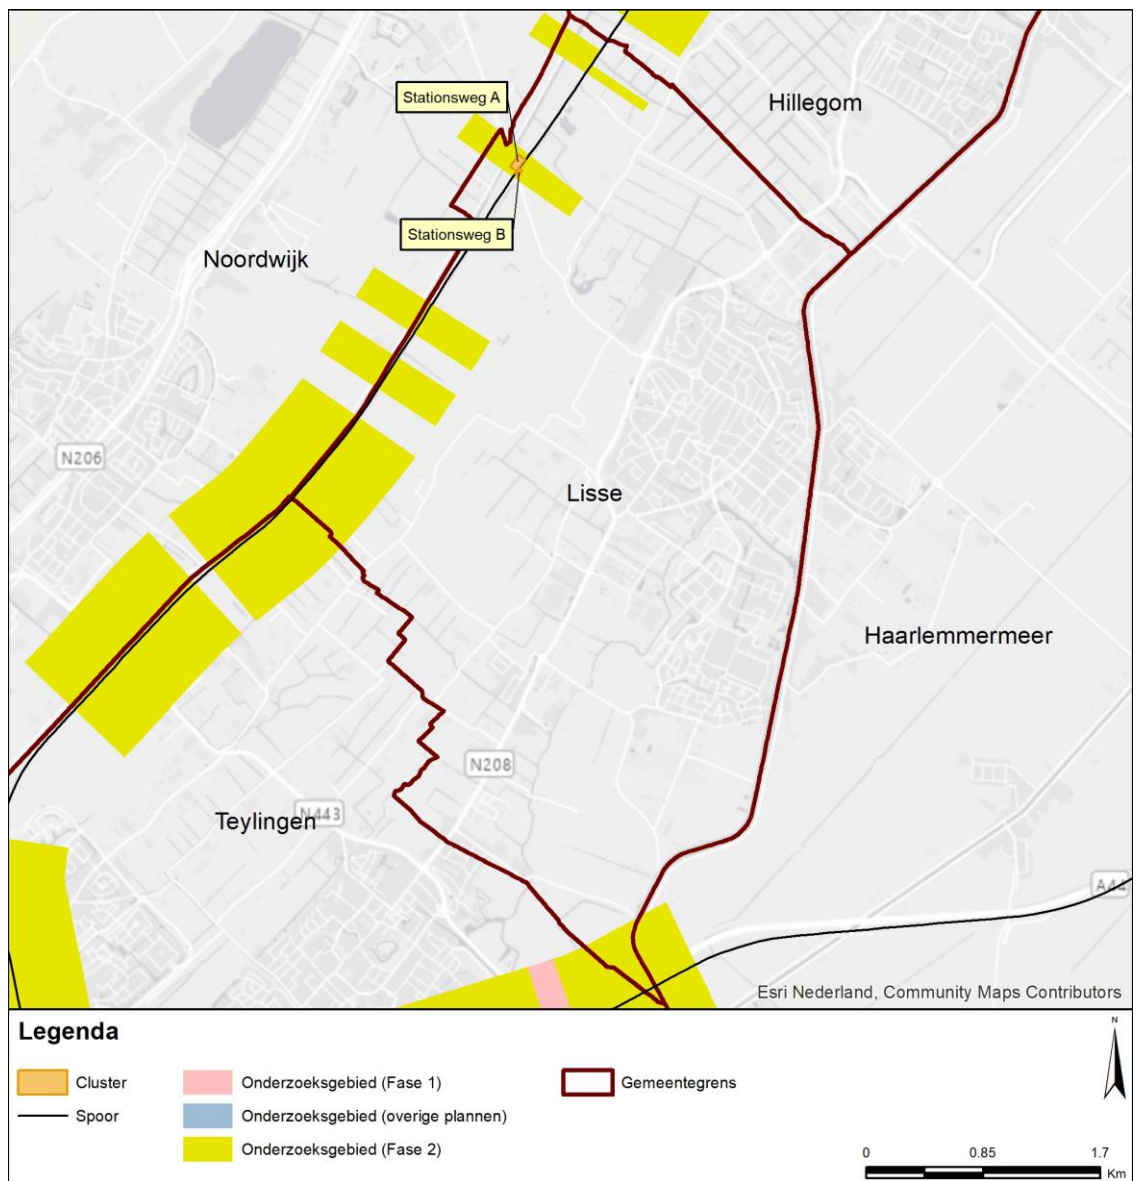 Stationsweg A
Hillegom
Stationsweg B
Noordwijk
N206
Lisse
Haarlemmermeer
N208
N443
Teylingen
A44
Esri Nederland, Community Maps Contributors
Legenda
Cluster
Spoor
Onderzoeksgebied (Fase 1)
Onderzoeksgebied (overige plannen)
Onderzoeksgebied (Fase 2)
Gemeentegrens
N
0 0.85 1.7
Km